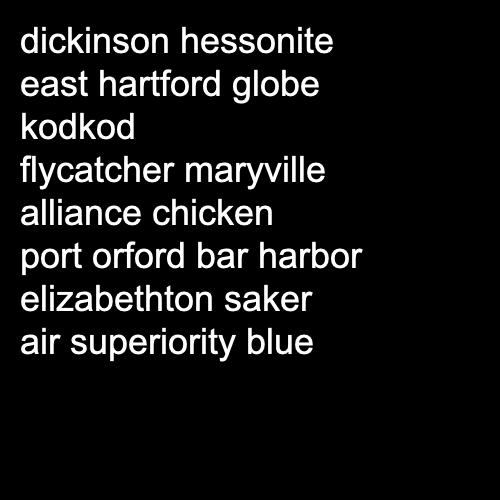 dickinson hessonite
east hartford globe
kodkod
flycatcher maryville
alliance chicken
port orford bar harbor
elizabethton saker
air superiority blue